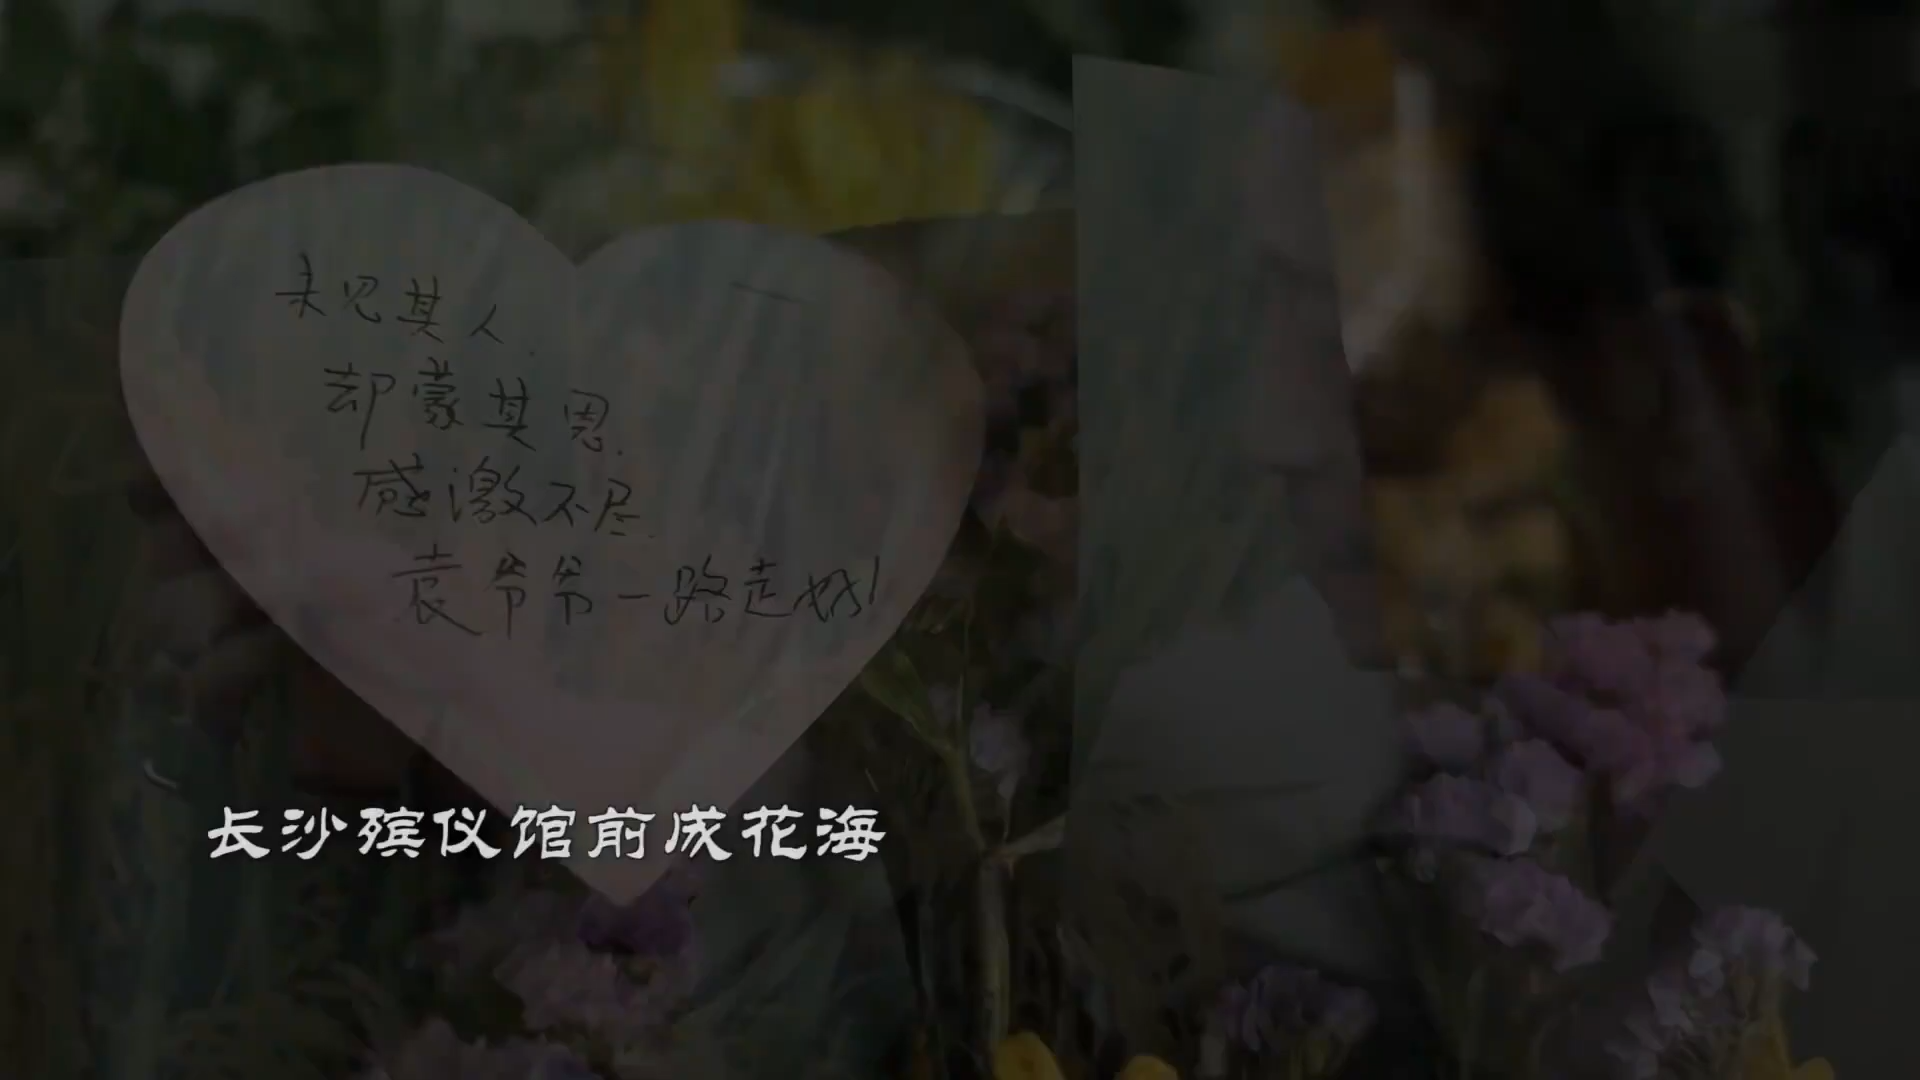 未见其人
却蒙其恩.
感激不尽.
袁爷爷一路走好!
长沙殡仪馆前成花海